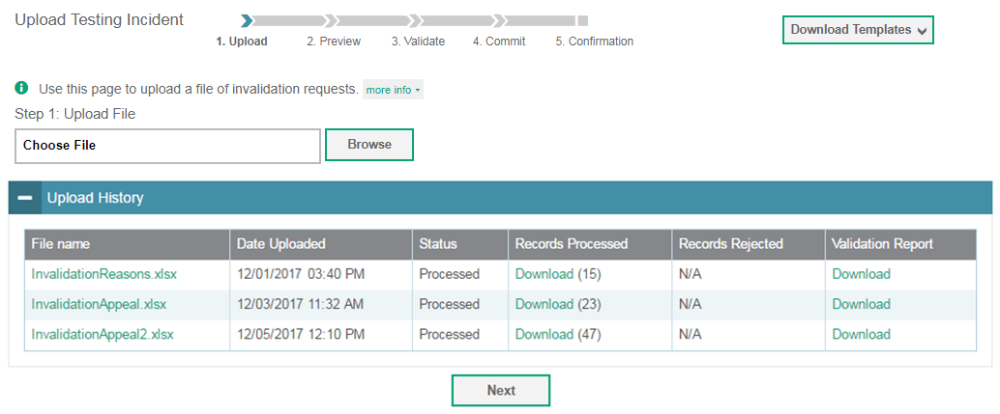 Upload Testing Incident
1. Upload 2. Preview 3. Validate 4. Commit 5. Confirmation
Download Templates
Use this page to upload a file of invalidation requests. more info
Step 1: Upload File
Choose File Browse
Upload History
File name Date Uploaded Status Records Processed Records Rejected Validation Report
InvalidationReasons.xlsx 12/01/2017 03:40 PM Processed Download (15) N/A Download
InvalidationAppeal.xlsx 12/03/2017 11:32 AM Processed Download (23) N/A Download
InvalidationAppeal2.xlsx 12/05/2017 12:10 PM Processed Download (47) N/A Download
Next